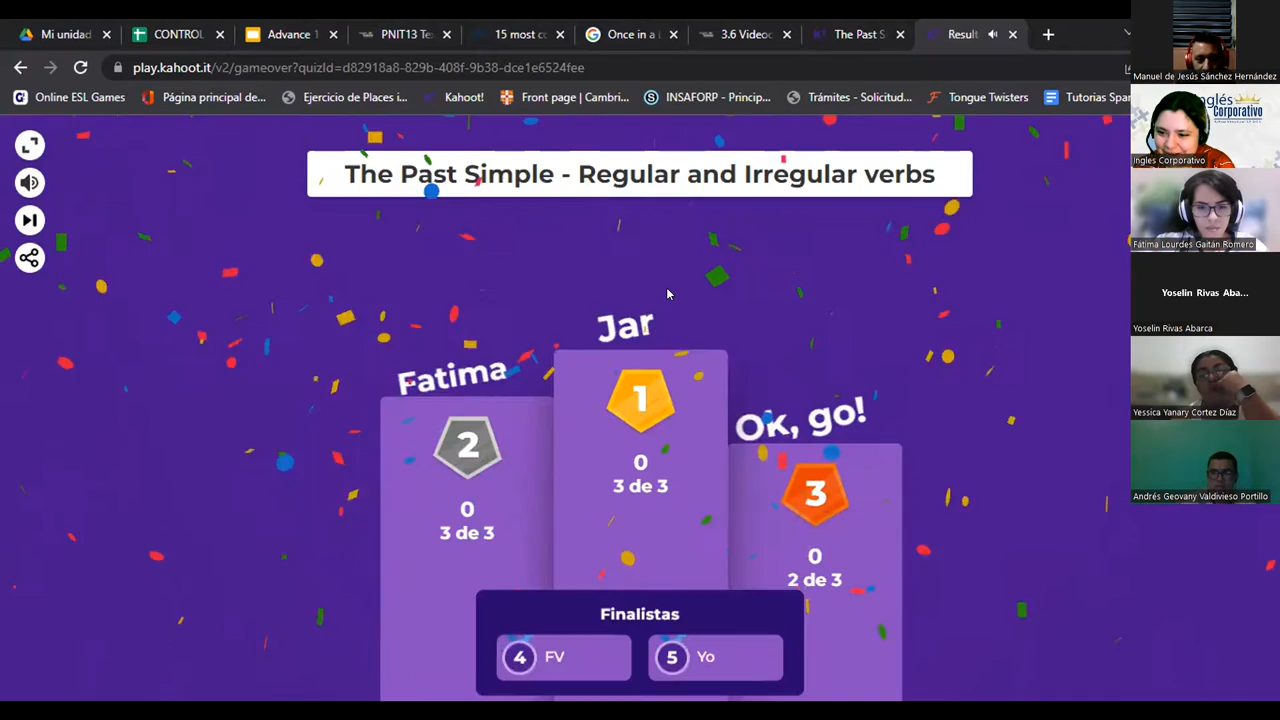 Mi unidad
CONTROL
Advance
PNIT13 Te
15 most co
Once in a
3.6 Videoc
The Past S
Result
play.kahoot.it/v2/gameover?quizId=d82918a8-829b-408f-9b3f
1e6524fee
Online ESL Games
Página principal de...
Ejercicio de Places i...
Kahoot!
Front page | Cambri...
INSAFORP - Princip...
Trámites - Solicitud...
Tongue Twisters
Tutorias Spar
The Past Simple - Regular and Irregular verbs
Jar
1
0
3 de 3
Fatima
2
0
3 de 3
Ok, go!
3
0
2 de 3
Finalistas
4 FV
5 Yo
Manuel de Jesús Sánchez Hernández
Inglés
Corporativo
Ingles Corporativo
Fátima Lourdes Gaitán Romero
Yoselin Rivas Aba...
Yoselin Rivas Abarca
Yessica Yanary Cortez Díaz
Andrés Geovany Valdivieso Portillo